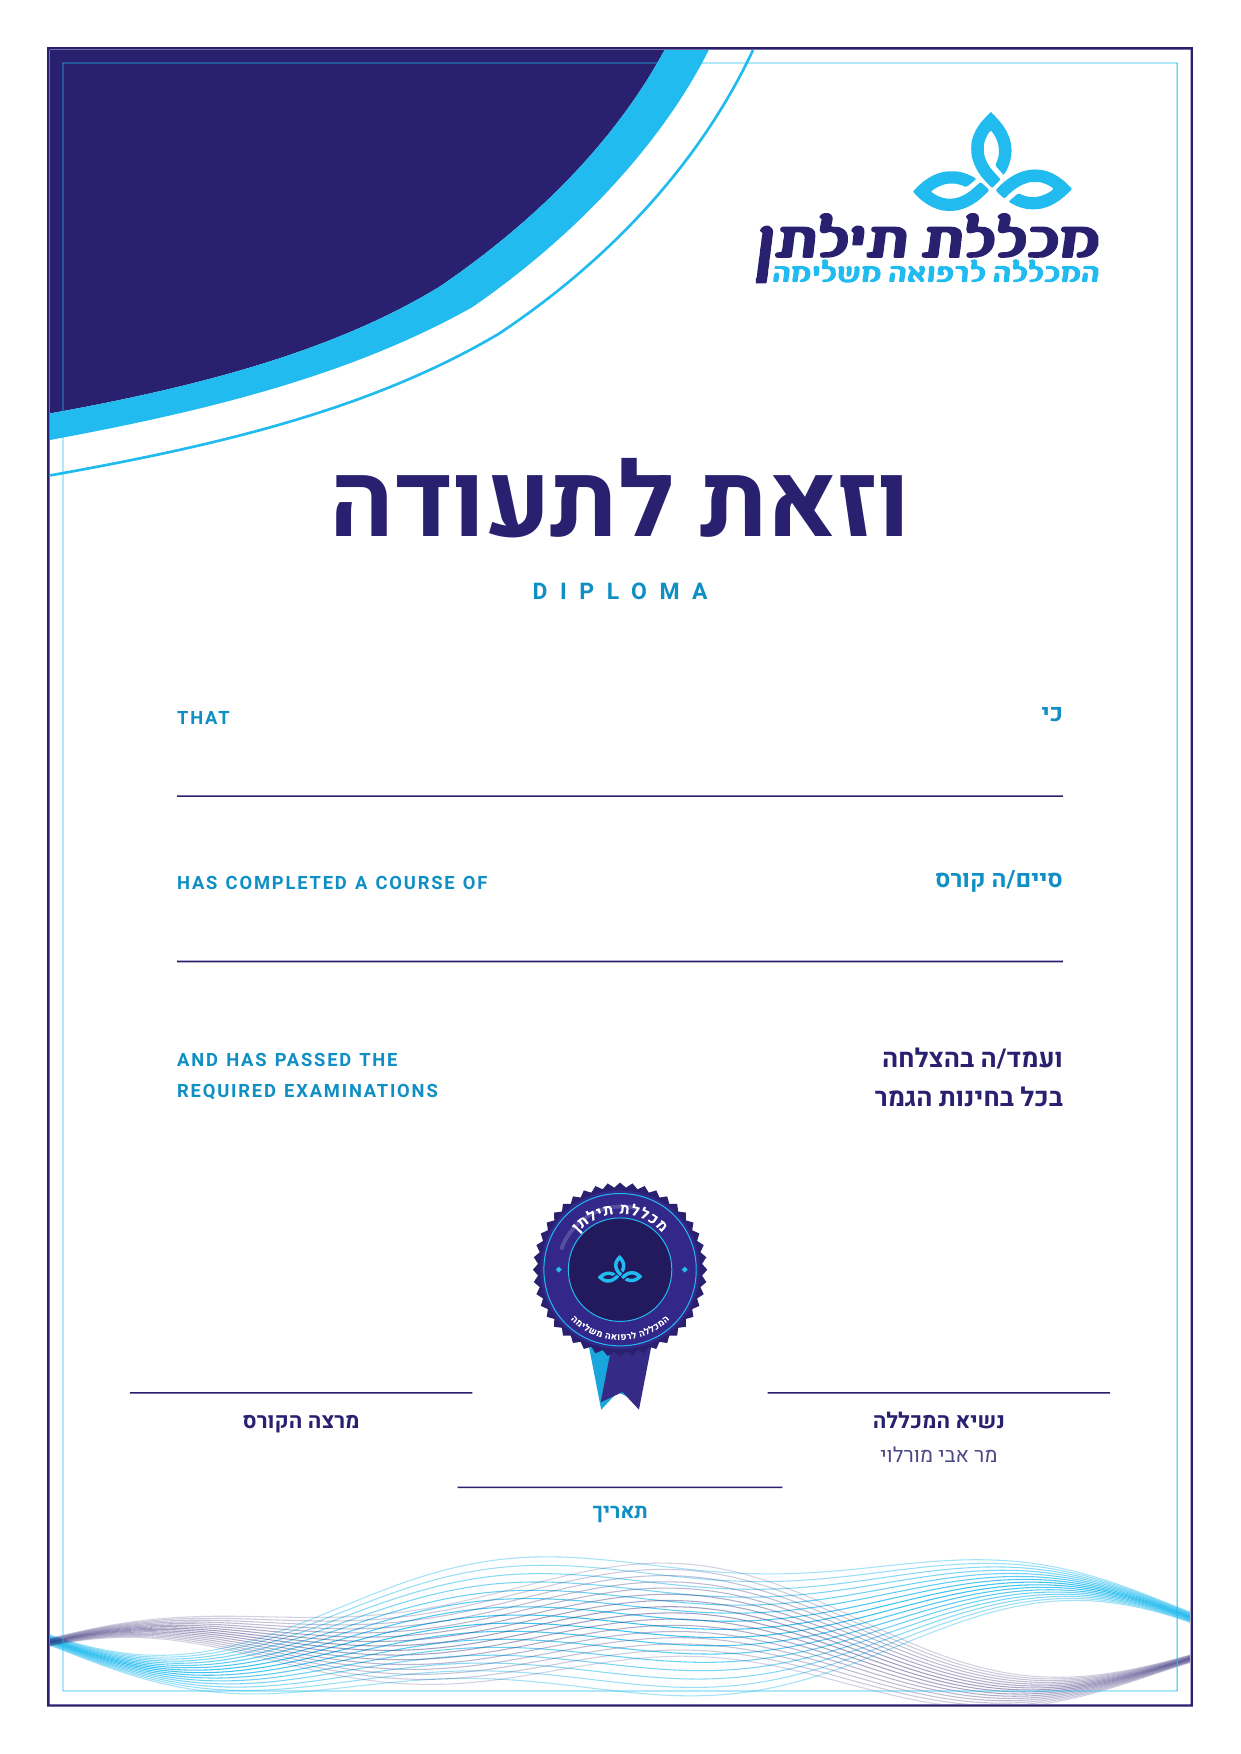 מכללת תילתן
המכללה לרפואה משלימה
וזאת לתעודה
DIPLOMA
כי
THAT
סיים/ה קורס
HAS COMPLETED A COURSE OF
ועמד/ה בהצלחה
בכל בחינות הגמר
AND HAS PASSED THE
REQUIRED EXAMINATIONS
מכללת תילתן
המכללה לרפואה משלימה
נשיא המכללה
מר אבי מורלוי
מרצה הקורס
תאריך